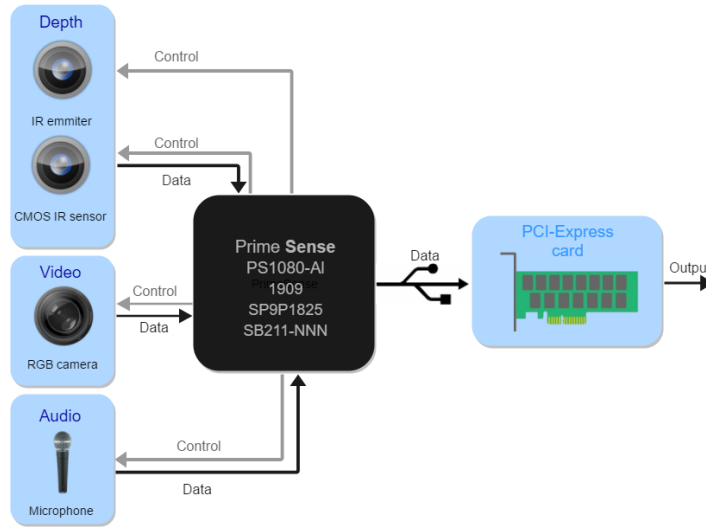 Depth
IR emmiter
CMOS IR sensor
Control
Control
Data
Video
RGB camera
Control
Data
Audio
Microphone
Control
Data
Prime Sense
PS1080-AI
1909
SP9P1825
SB211-NNN
Data
PCI-Express
card
Outpu